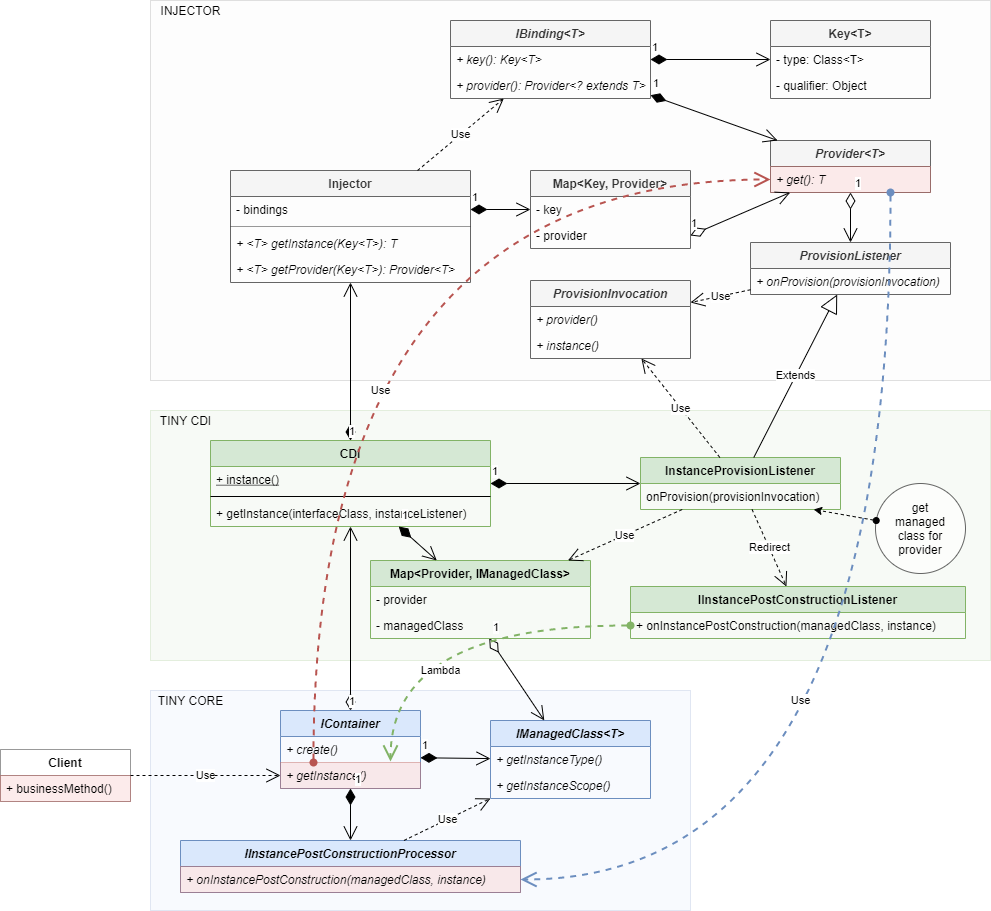 INJECTOR
IBinding<T>
+ key(): Key<T>
+ provider(): Provider<? extends T>
1
1
Key<T>
- type: Class<T>
- qualifier: Object
Use
Provider<T>
+ get(): T
1
Injector
- bindings
+ <T> getInstance(Key<T>): T
+ <T> getProvider(Key<T>): Provider<T>
1
Map<Key, Provider>
- key
- provider
1
ProvisionListener
+ onProvision(provisionInvocation)
Use
ProvisionInvocation
+ provider()
+ instance()
Use
Extends
Use
TINY CDI
1
CDI
+ instance()
+ getInstance(interfaceClass, instanceListener)
1
1
InstanceProvisionListener
onProvision(provisionInvocation)
get
managed
class for
provider
Use
Redirect
Map<Provider, IManagedClass>
- provider
- managedClass
1
IInstancePostConstructionListener
+ onInstancePostConstruction(managedClass, instance)
Lambda
Use
TINY CORE
1
IContainer
+ create()
+ getInstance()
1
1
IManagedClass<T>
+ getInstanceType()
+ getInstanceScope()
Client
+ businessMethod()
Use
Use
IInstancePostConstructionProcessor
+ onInstancePostConstruction(managedClass, instance)